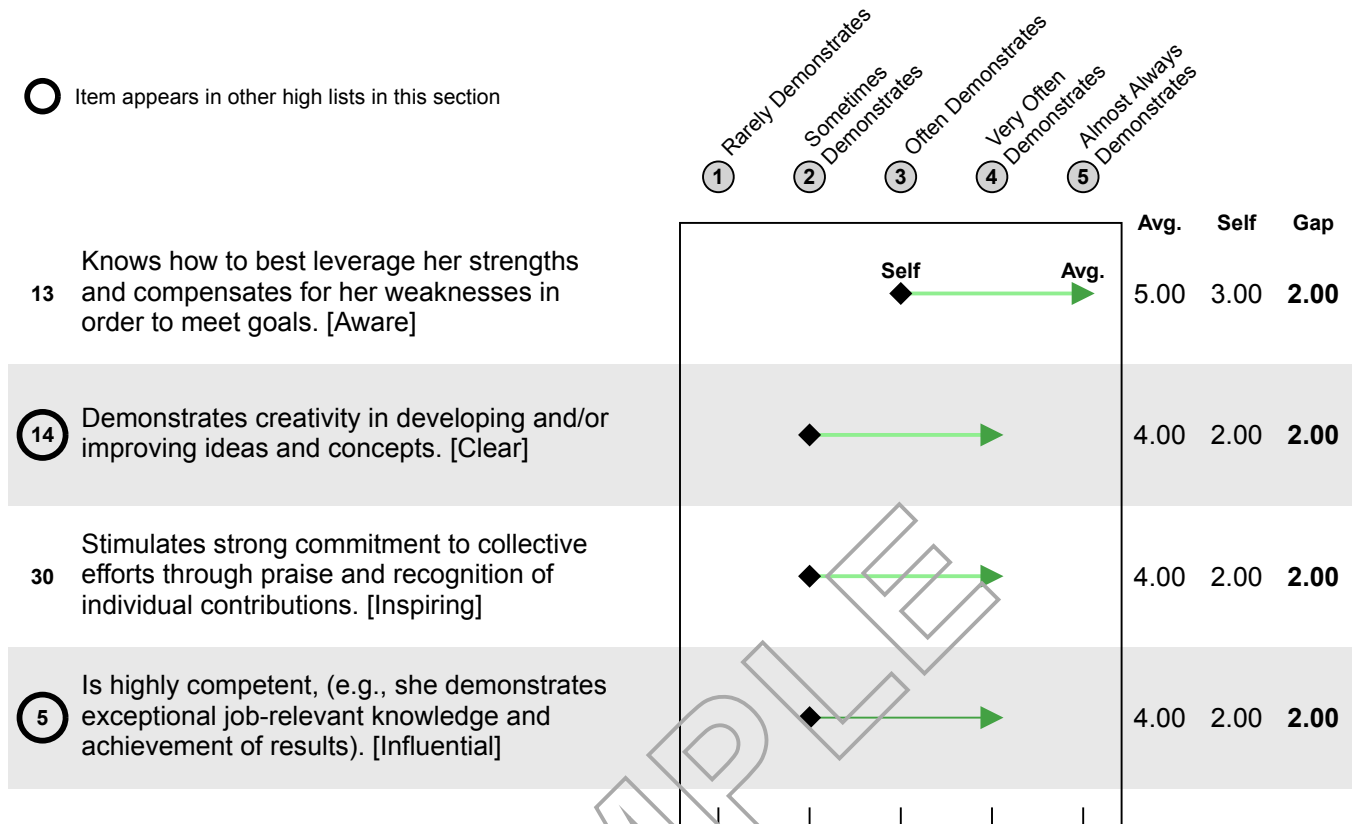 Item appears in other high lists in this section
Rarely Demonstrates
Sometimes
Demonstrates
Often Demonstrates
Very Often
Demonstrates
Almost Always
Demonstrates
1 2 3 4 5
Avg. Self Gap
13 Knows how to best leverage her strengths
and compensates for her weaknesses in
order to meet goals. [Aware]
Self Avg.
5.00 3.00 2.00
14 Demonstrates creativity in developing and/or
improving ideas and concepts. [Clear]
4.00 2.00 2.00
30 Stimulates strong commitment to collective
efforts through praise and recognition of
individual contributions. [Inspiring]
4.00 2.00 2.00
5 Is highly competent, (e.g., she demonstrates
exceptional job-relevant knowledge and
achievement of results). [Influential]
4.00 2.00 2.00
MPLE